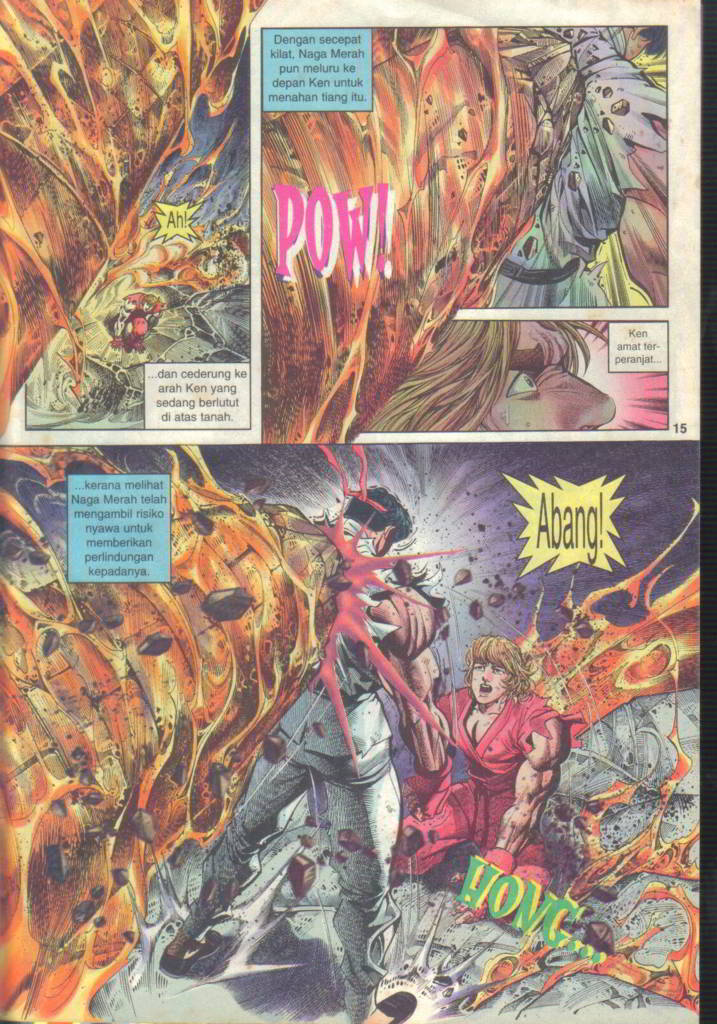 Ah!
...dan cederung ke
arah Ken yang
sedang berlutut
di atas tanah.
Dengan secepat
kilat, Naga Merah
pun meluru ke
depan Ken untuk
menahan tiang itu.
POW!
Ken
amat ter-
peranjat...
15
...kerana melihat
Naga Merah telah
mengambil risiko
nyawa untuk
memberikan
perlindungan
kepadanya.
Abang!
HONG...